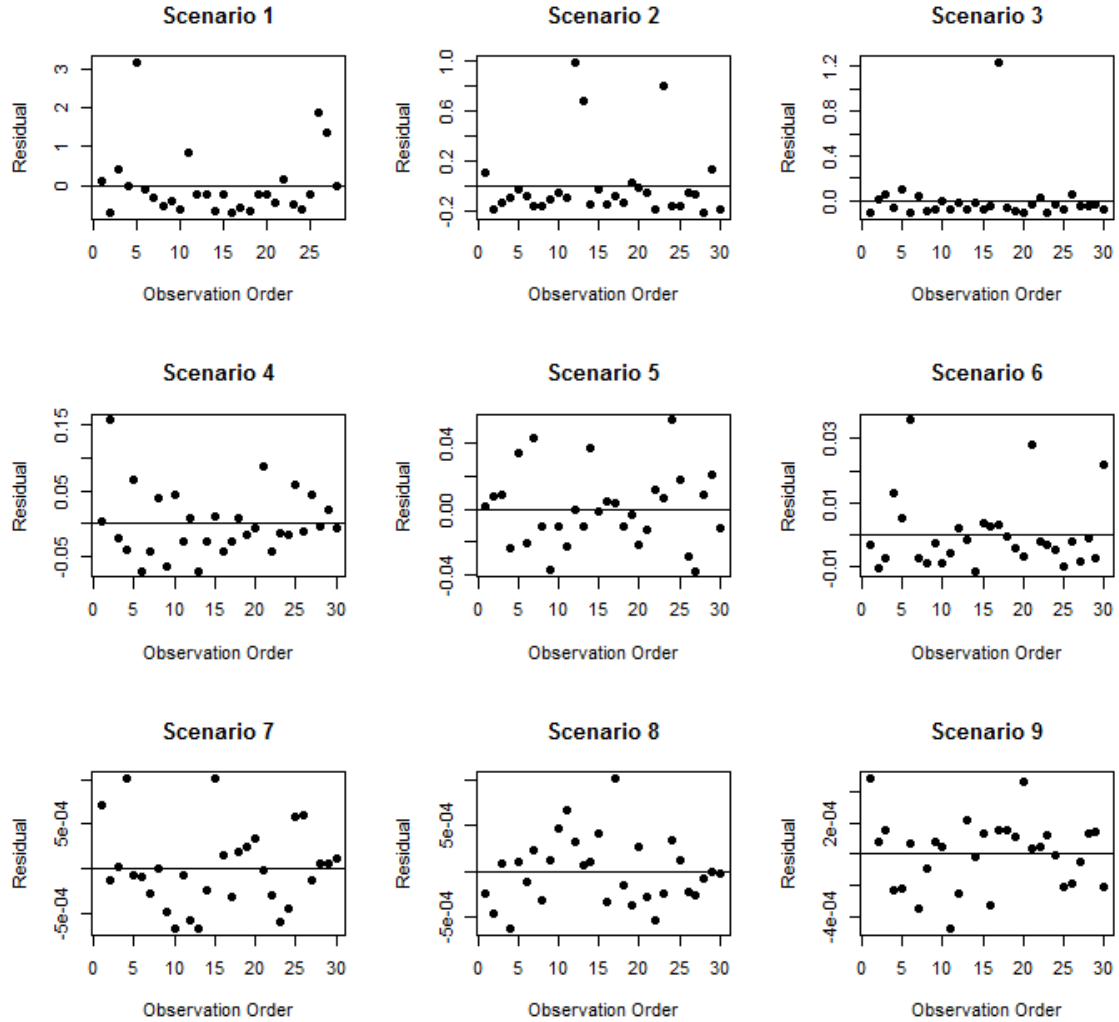 Scenario 1 Scenario 2 Scenario 3
Residual
3
2
1
0
0 5 10 15 20 25
Observation Order
Residual
1.0
0.6
0.2
-0.2
0 5 10 15 20 25 30
Observation Order
Residual
1.2
0.8
0.4
0.0
0 5 10 15 20 25 30
Observation Order
Scenario 4 Scenario 5 Scenario 6
Residual
0.15
0.05
-0.05
0 5 10 15 20 25 30
Observation Order
Residual
0.04
0.00
-0.04
0 5 10 15 20 25 30
Observation Order
Residual
0.03
0.01
-0.01
0 5 10 15 20 25 30
Observation Order
Scenario 7 Scenario 8 Scenario 9
Residual
5e-04
-5e-04
0 5 10 15 20 25 30
Observation Order
Residual
5e-04
-5e-04
0 5 10 15 20 25 30
Observation Order
Residual
2e-04
-4e-04
0 5 10 15 20 25 30
Observation Order